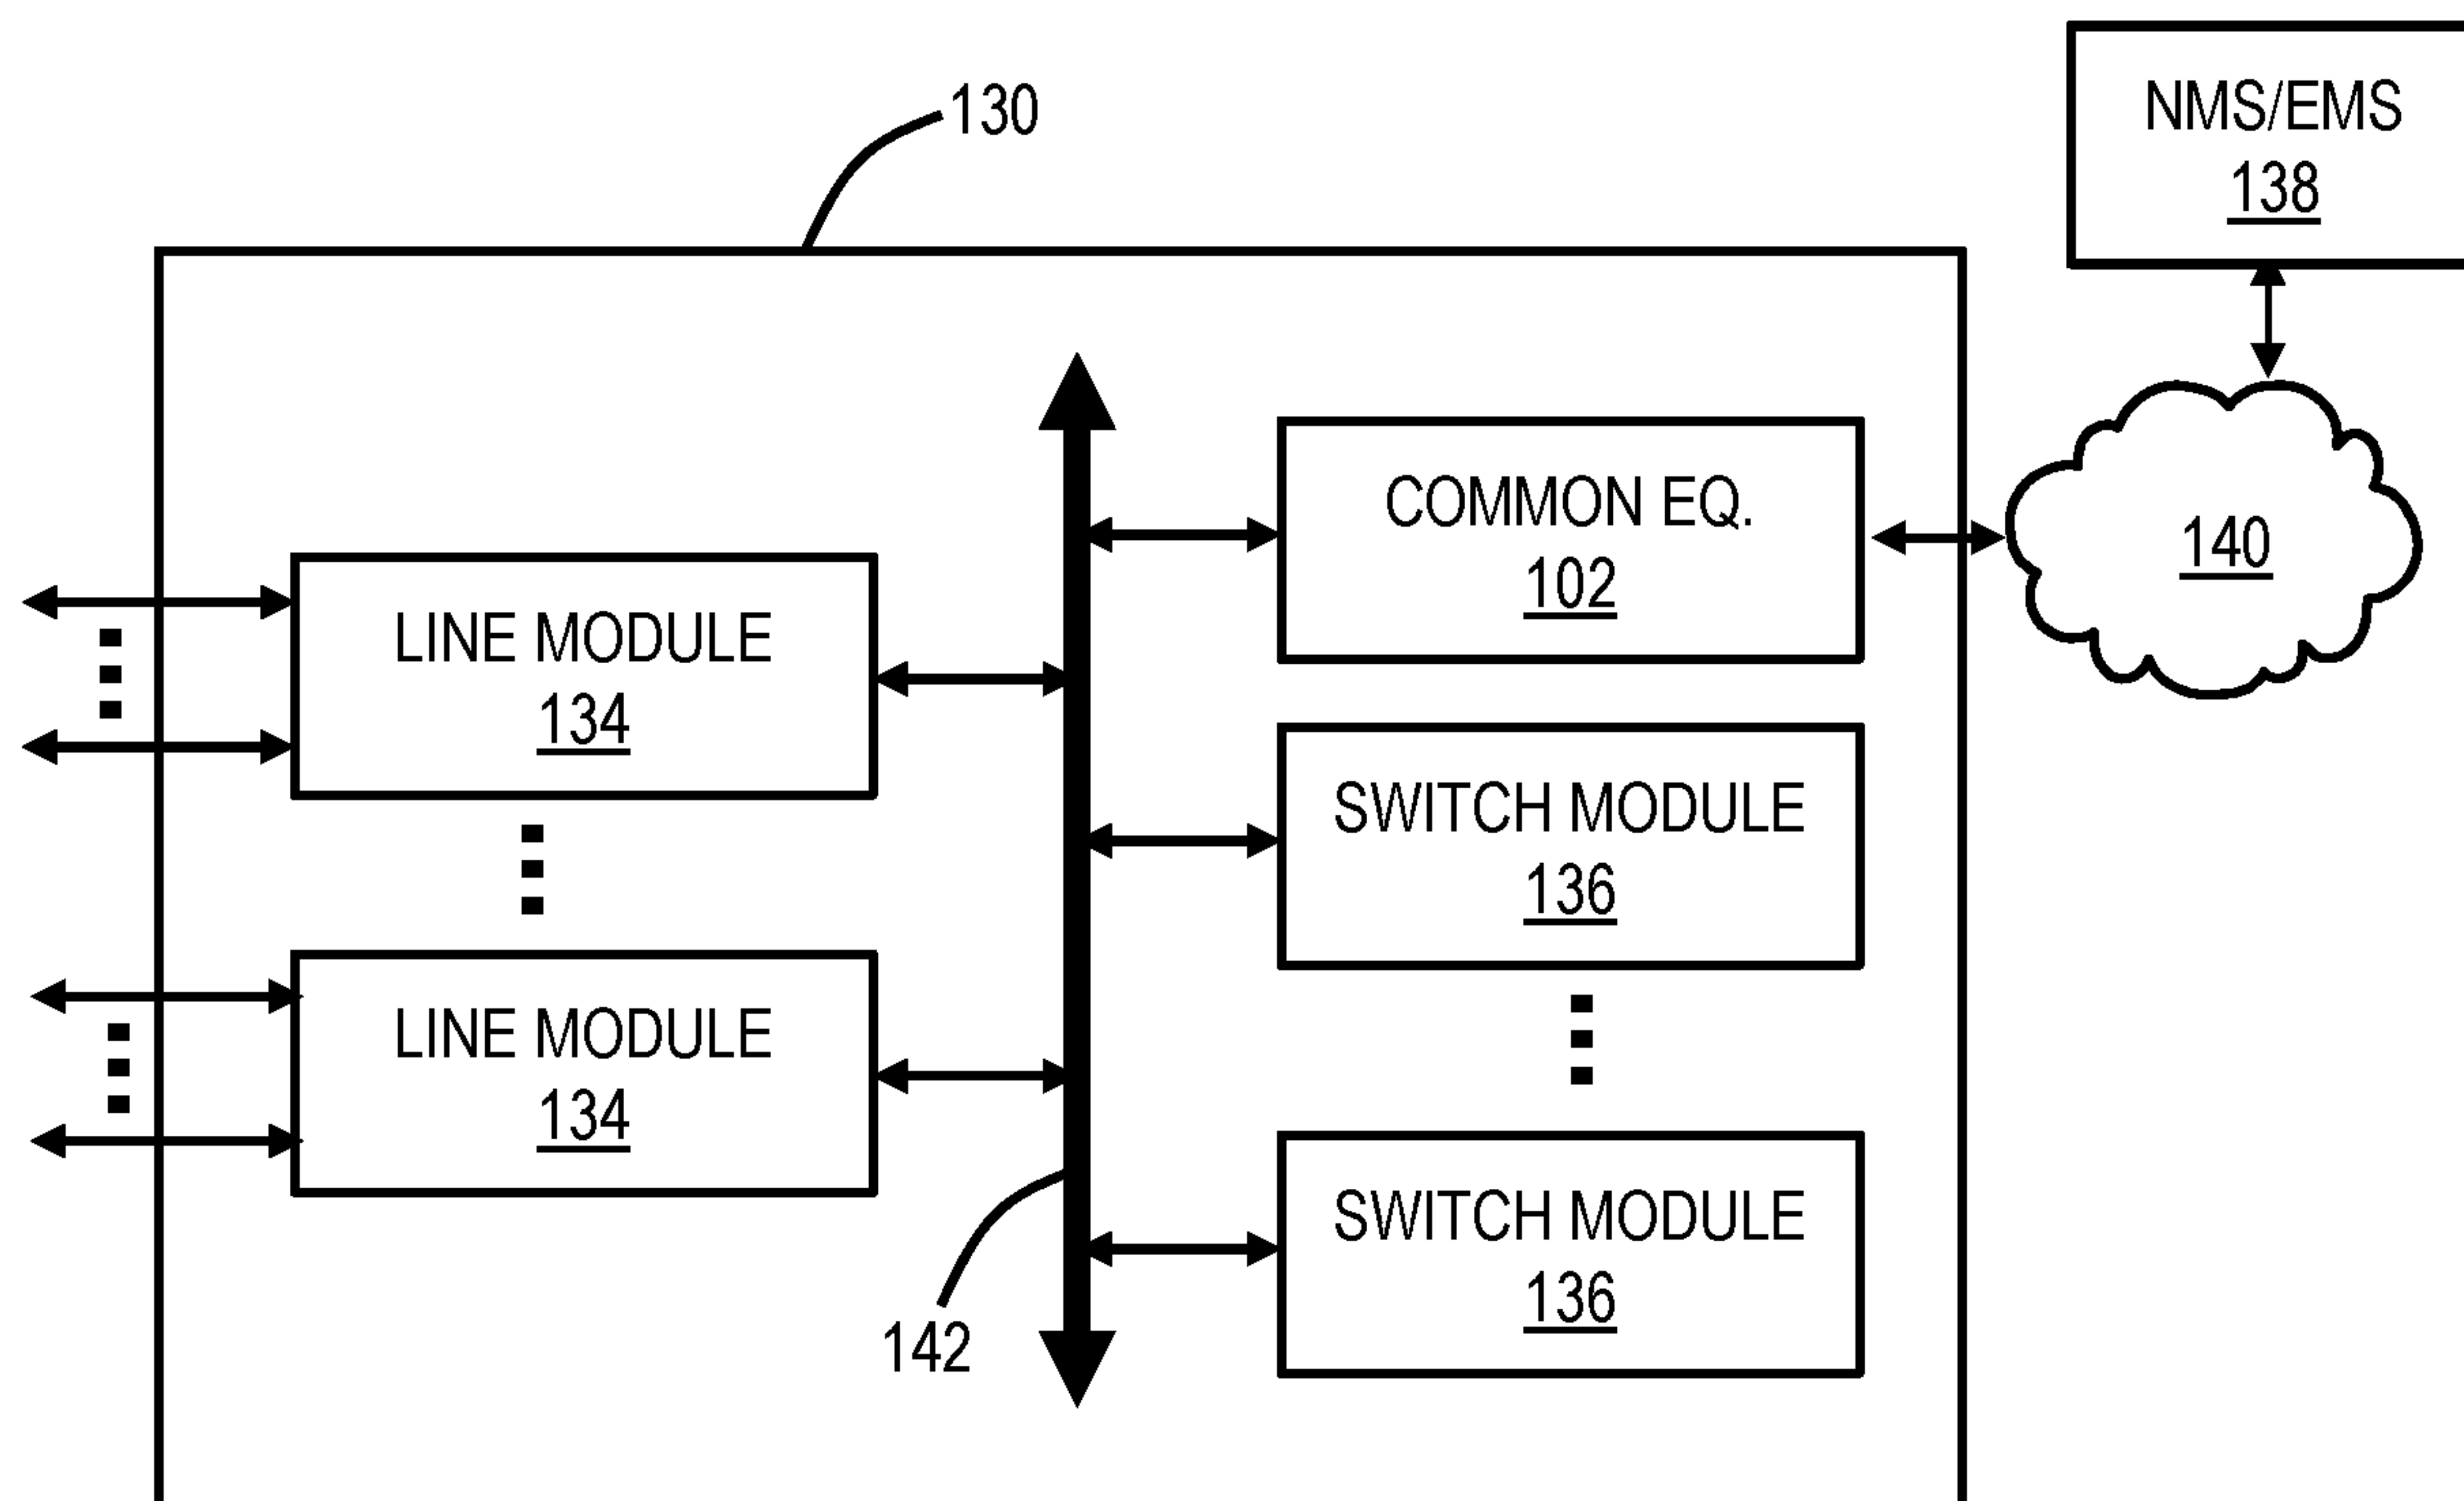 130
NMS/EMS
138
COMMON EQ.
102
140
LINE MODULE
134
SWITCH MODULE
136
LINE MODULE
134
SWITCH MODULE
136
142